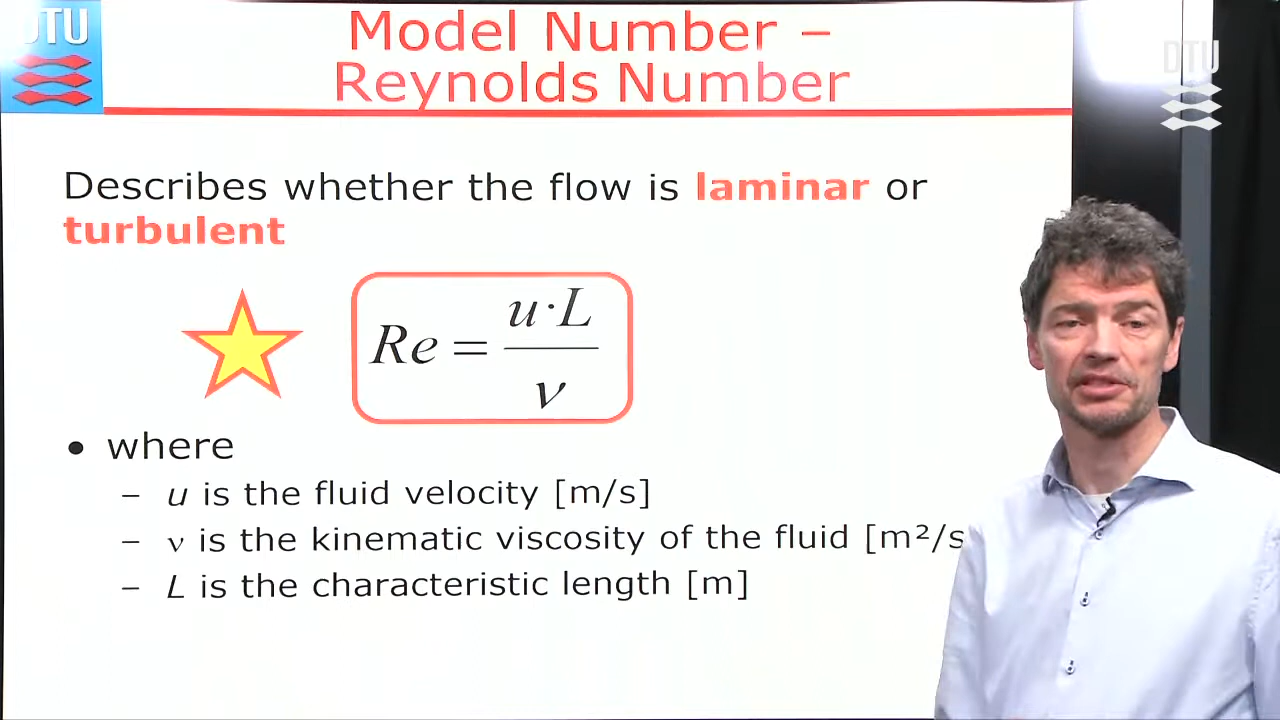 DTU
Model Number –
Reynolds Number
DTU
Describes whether the flow is laminar or
turbulent
Re = u·L / ν
• where
– u is the fluid velocity [m/s]
– ν is the kinematic viscosity of the fluid [m²/s
– L is the characteristic length [m]